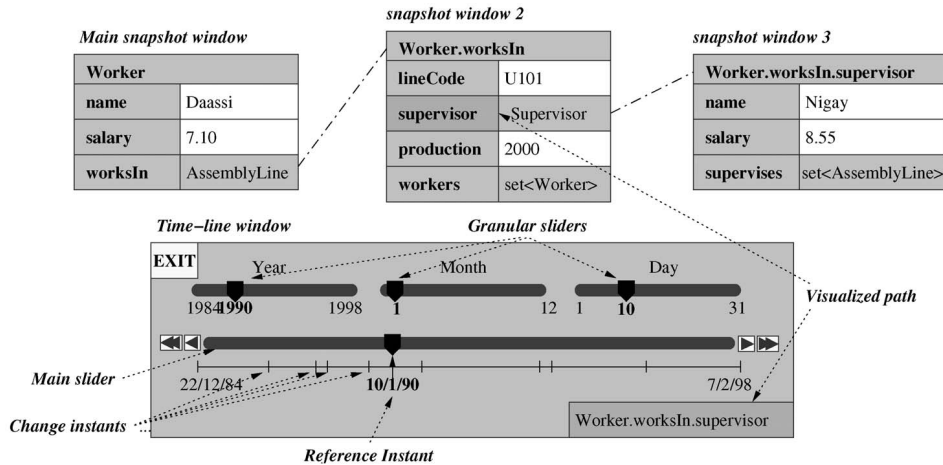 Main snapshot window
Worker
name Daassi
salary 7.10
worksIn AssemblyLine
snapshot window 2
Worker.worksIn
lineCode U101
supervisor Supervisor
production 2000
workers set<Worker>
snapshot window 3
Worker.worksIn.supervisor
name Nigay
salary 8.55
supervises set<AssemblyLine>
Time-line window
Granular sliders
EXIT
Year Month Day
1984 1990 1998 1 12 1 10 31
Visualized path
Main slider
22/12/84 10/1/90 7/2/98
Change instants
Worker.worksIn.supervisor
Reference Instant